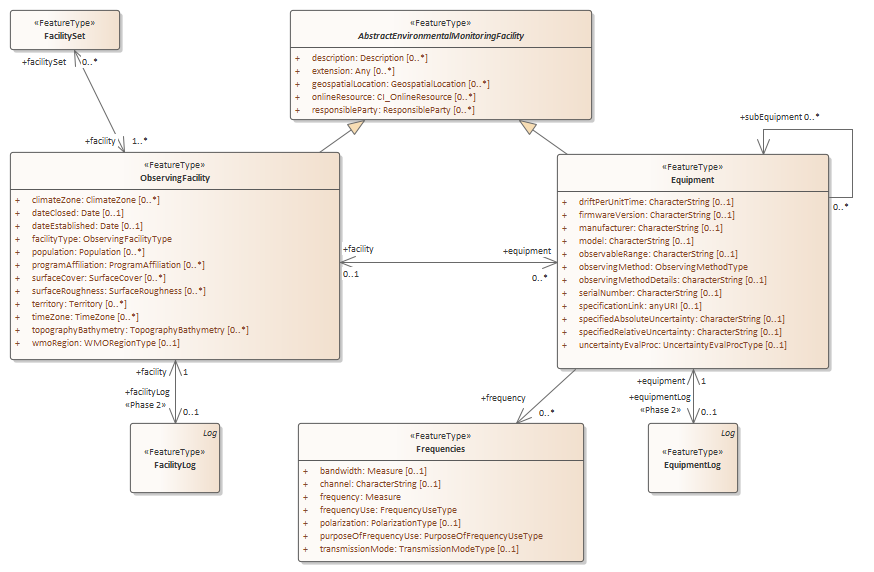 «FeatureType»
FacilitySet
+facilitySet
0..*
+facility
1..*
«FeatureType»
AbstractEnvironmentalMonitoringFacility
+ description: Description [0..*]
+ extension: Any [0..*]
+ geospatialLocation: GeospatialLocation [0..*]
+ onlineResource: CI_OnlineResource [0..*]
+ responsibleParty: ResponsibleParty [0..*]
+subEquipment 0..*
0..*
«FeatureType»
ObservingFacility
+ climateZone: ClimateZone [0..*]
+ dateClosed: Date [0..1]
+ dateEstablished: Date [0..1]
+ facilityType: ObservingFacilityType
+ population: Population [0..*]
+ programAffiliation: ProgramAffiliation [0..*]
+ surfaceCover: SurfaceCover [0..*]
+ surfaceRoughness: SurfaceRoughness [0..*]
+ territory: Territory [0..*]
+ timeZone: TimeZone [0..*]
+ topographyBathymetry: TopographyBathymetry [0..*]
+ wmoRegion: WMORegionType [0..1]
+facility
0..1
+equipment
0..*
«FeatureType»
Equipment
+ driftPerUnitTime: CharacterString [0..1]
+ firmwareVersion: CharacterString [0..1]
+ manufacturer: CharacterString [0..1]
+ model: CharacterString [0..1]
+ observableRange: CharacterString [0..1]
+ observingMethod: ObservingMethodType
+ observingMethodDetails: CharacterString [0..1]
+ serialNumber: CharacterString [0..1]
+ specificationLink: anyURI [0..1]
+ specifiedAbsoluteUncertainty: CharacterString [0..1]
+ specifiedRelativeUncertainty: CharacterString [0..1]
+ uncertaintyEvalProc: UncertaintyEvalProcType [0..1]
+facility
1
+facilityLog
«Phase 2»
0..1
Log
«FeatureType»
FacilityLog
+frequency
0..*
«FeatureType»
Frequencies
+ bandwidth: Measure [0..1]
+ channel: CharacterString [0..1]
+ frequency: Measure
+ frequencyUse: FrequencyUseType
+ polarization: PolarizationType [0..1]
+ purposeOfFrequencyUse: PurposeOfFrequencyUseType
+ transmissionMode: TransmissionModeType [0..1]
+equipment
1
+equipmentLog
«Phase 2»
0..1
Log
«FeatureType»
EquipmentLog